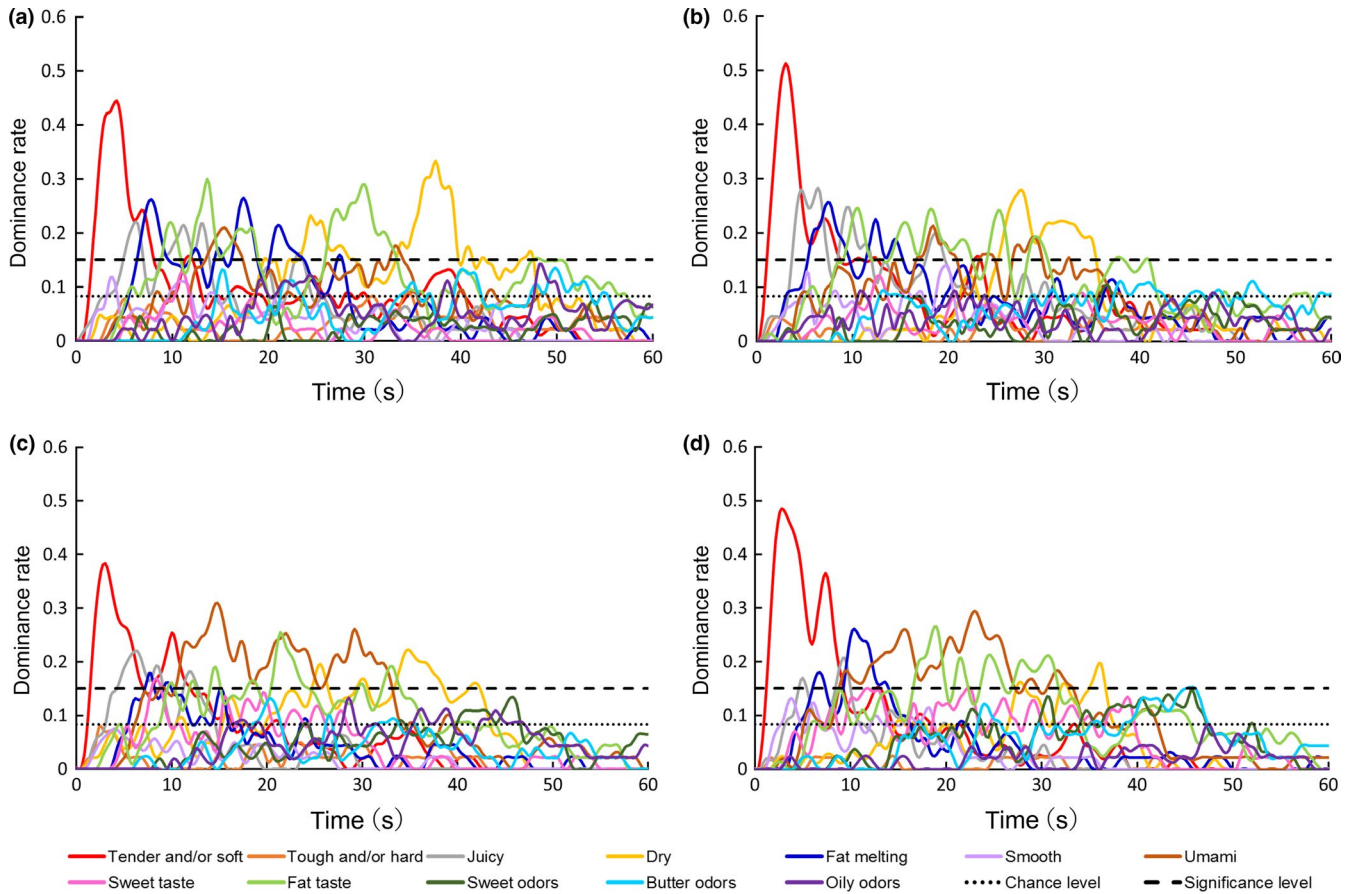 (a)
0.6
0.5
0.4
0.3
0.2
0.1
0
Dominance rate
0 10 20 30 40 50 60
Time (s)
(b)
0.6
0.5
0.4
0.3
0.2
0.1
0
Dominance rate
0 10 20 30 40 50 60
Time (s)
(c)
0.6
0.5
0.4
0.3
0.2
0.1
0
Dominance rate
0 10 20 30 40 50 60
Time (s)
(d)
0.6
0.5
0.4
0.3
0.2
0.1
0
Dominance rate
0 10 20 30 40 50 60
Time (s)
Tender and/or soft Tough and/or hard Juicy Dry Fat melting Smooth Umami
Sweet taste Fat taste Sweet odors Butter odors Oily odors Chance level Significance level